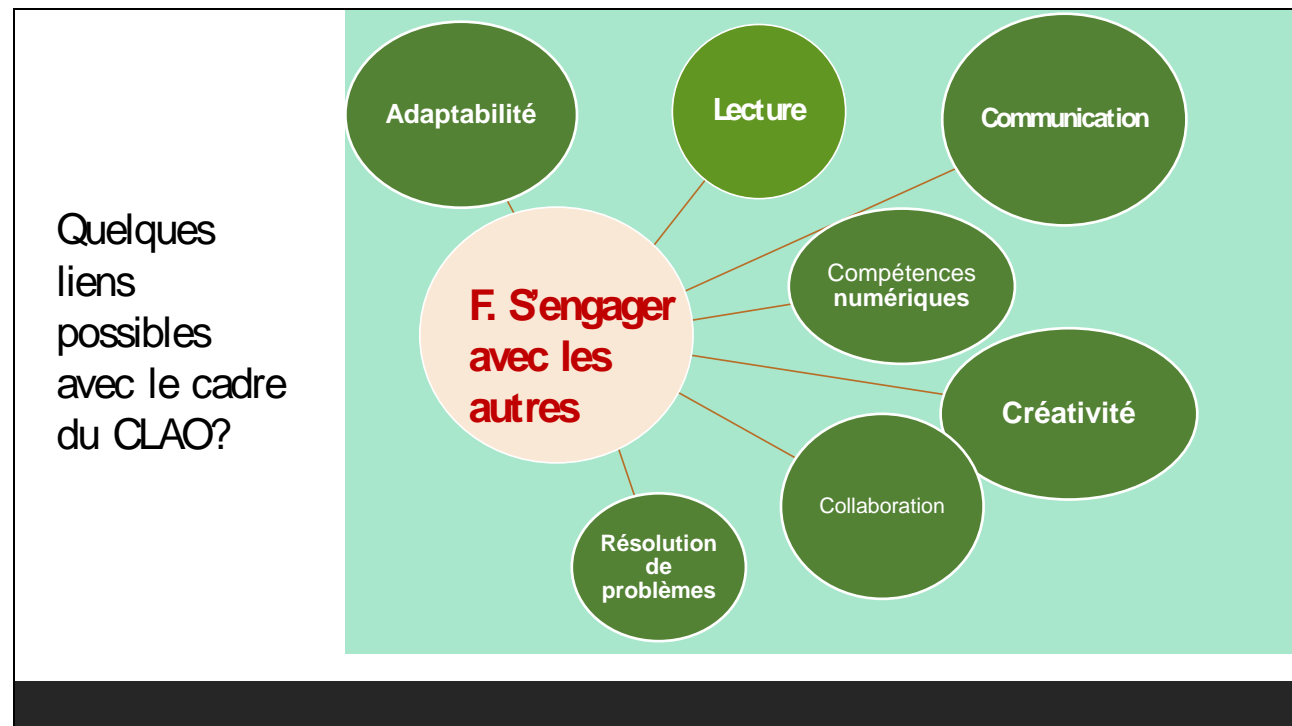 Quelques
liens
possibles
avec le cadre
du CLAO?
Adaptabilité
Lecture
Communication
F. S'engager
avec les
autres
Compétences
numériques
Créativité
Collaboration
Résolution
de
problèmes